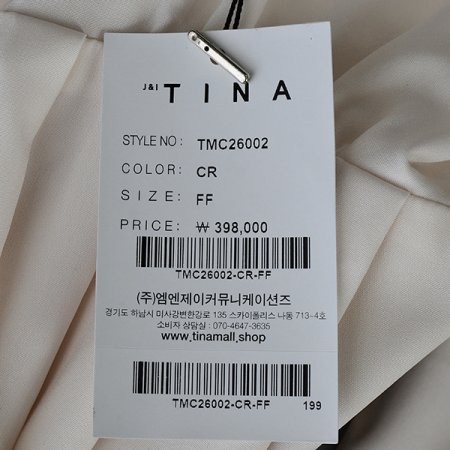 J&I TINA
STYLE NO : TMC26002
COLOR: CR
SIZE: FF
PRICE: ₩ 398,000
TMC26002-CR-FF
(주)엠엔제이커뮤니케이션즈
경기도 하남시 미사강변한강로 135 스카이폴리스 나동 713-4호
소비자 상담실 : 070-4647-3635
www.tinamall.shop
TMC26002-CR-FF 199